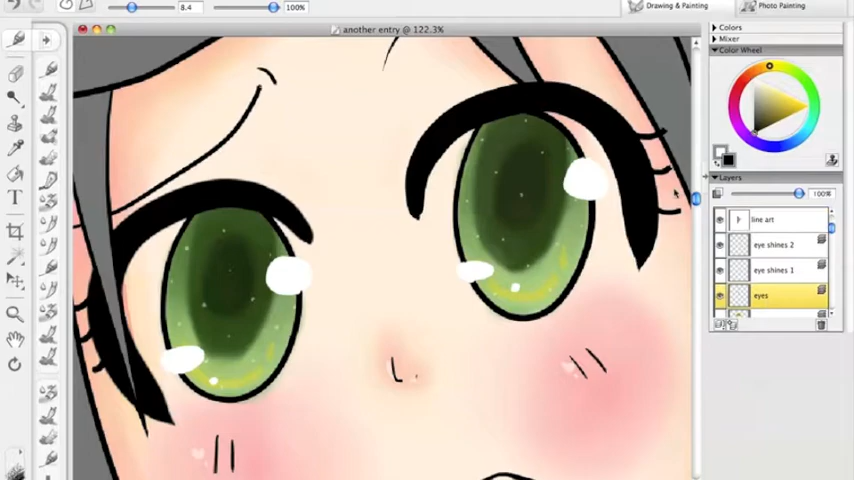 8.4
100%
Drawing & Painting
Photo Painting
another entry @ 122.3%
Colors
Mixer
Color Wheel
Layers
100%
line art
eye shines 2
eye shines 1
eyes
T